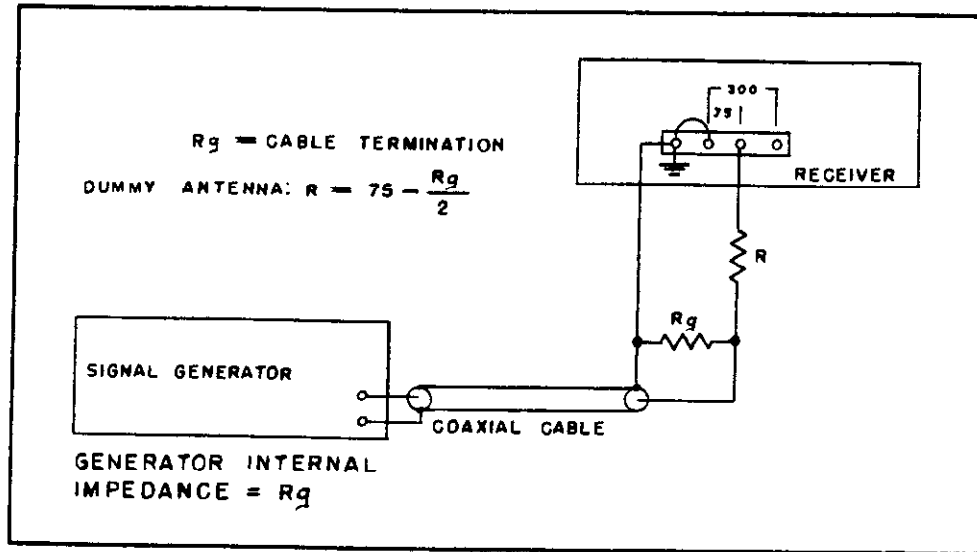 300
75
Rg = CABLE TERMINATION
RECEIVER
DUMMY ANTENNA: R = 75 - Rg/2
R
Rg
SIGNAL GENERATOR
COAXIAL CABLE
GENERATOR INTERNAL
IMPEDANCE = Rg